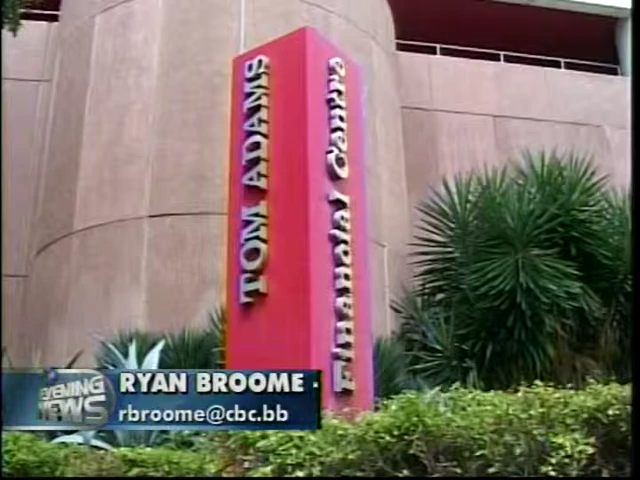 TOM ADAMS
Financial Centre
EVENING NEWS
RYAN BROOME -
rbroome@cbc.bb